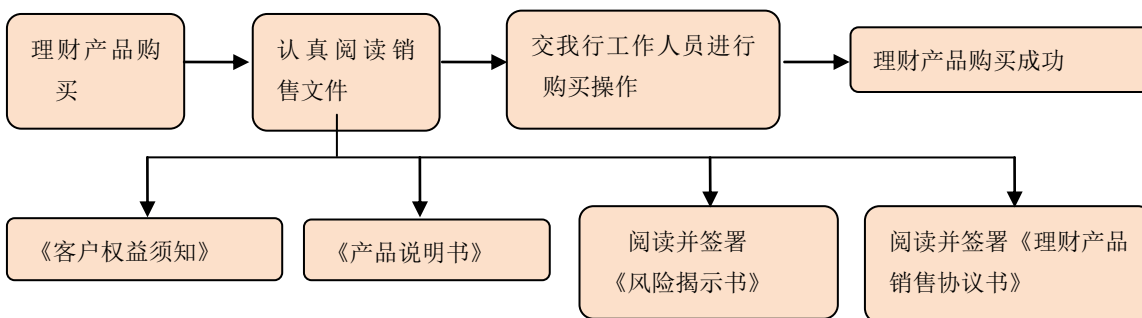 理财产品购
买
认真阅读销
售文件
交我行工作人员进行
购买操作
理财产品购买成功
《客户权益须知》
《产品说明书》
阅读并签署
《风险揭示书》
阅读并签署《理财产品
销售协议书》